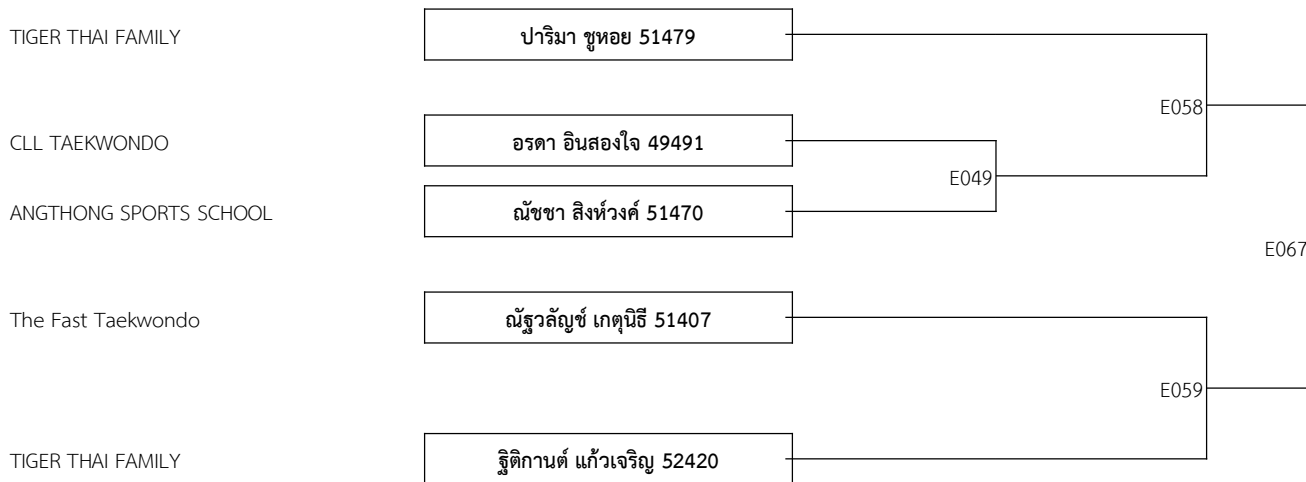 TIGER THAI FAMILY
ปาริมา ชูหอย 51479
E058
CLL TAEKWONDO
อรดา อินสองใจ 49491
E049
ANGTHONG SPORTS SCHOOL
ณัชชา สิงห์วงค์ 51470
E067
The Fast Taekwondo
ณัฐวลัญช์ เกตุนิธี 51407
E059
TIGER THAI FAMILY
ฐิติกานต์ แก้วเจริญ 52420